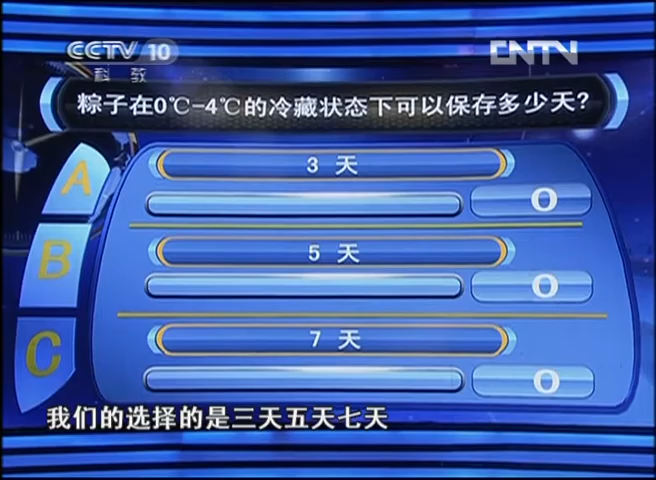 CCTV 10
科教
CNTV
粽子在0℃-4℃的冷藏状态下可以保存多少天?
A
3 天
0
B
5 天
0
C
7 天
0
我们的选择的是三天五天七天